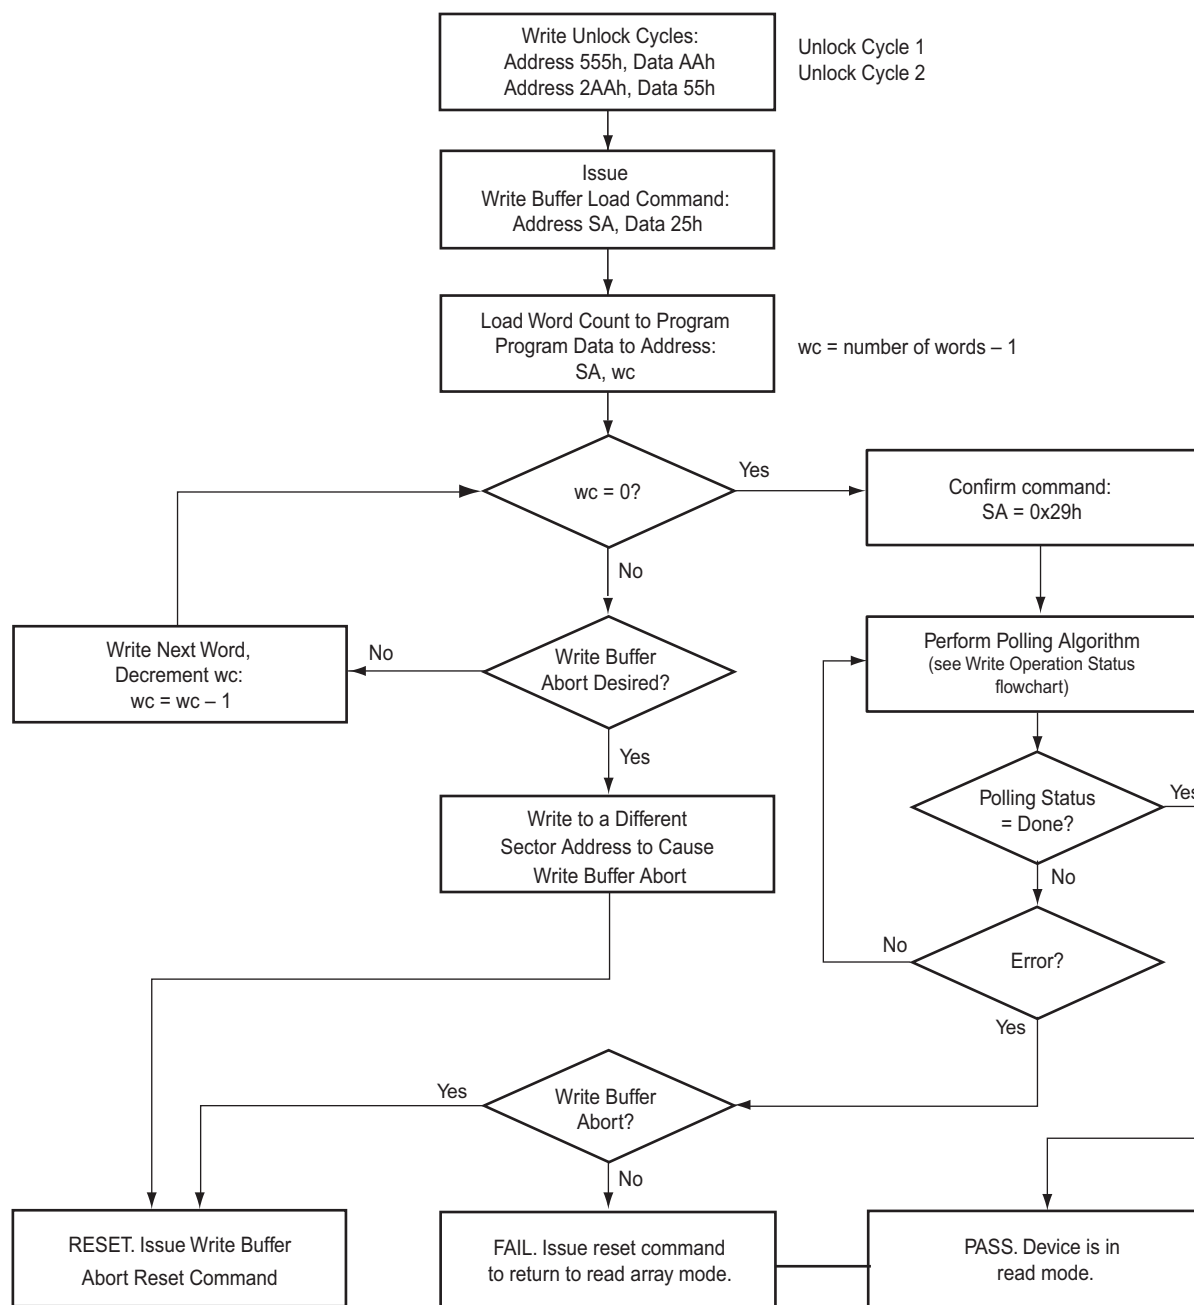 Write Unlock Cycles:
Address 555h, Data AAh
Address 2AAh, Data 55h
Unlock Cycle 1
Unlock Cycle 2
Issue
Write Buffer Load Command:
Address SA, Data 25h
Load Word Count to Program
Program Data to Address:
SA, wc
wc = number of words – 1
wc = 0?
Yes
Confirm command:
SA = 0x29h
No
Write Next Word,
Decrement wc:
wc = wc – 1
No
Write Buffer
Abort Desired?
Perform Polling Algorithm
(see Write Operation Status
flowchart)
Yes
Write to a Different
Sector Address to Cause
Write Buffer Abort
Polling Status
= Done?
Yes
No
No
Error?
Yes
Yes
Write Buffer
Abort?
No
RESET. Issue Write Buffer
Abort Reset Command
FAIL. Issue reset command
to return to read array mode.
PASS. Device is in
read mode.